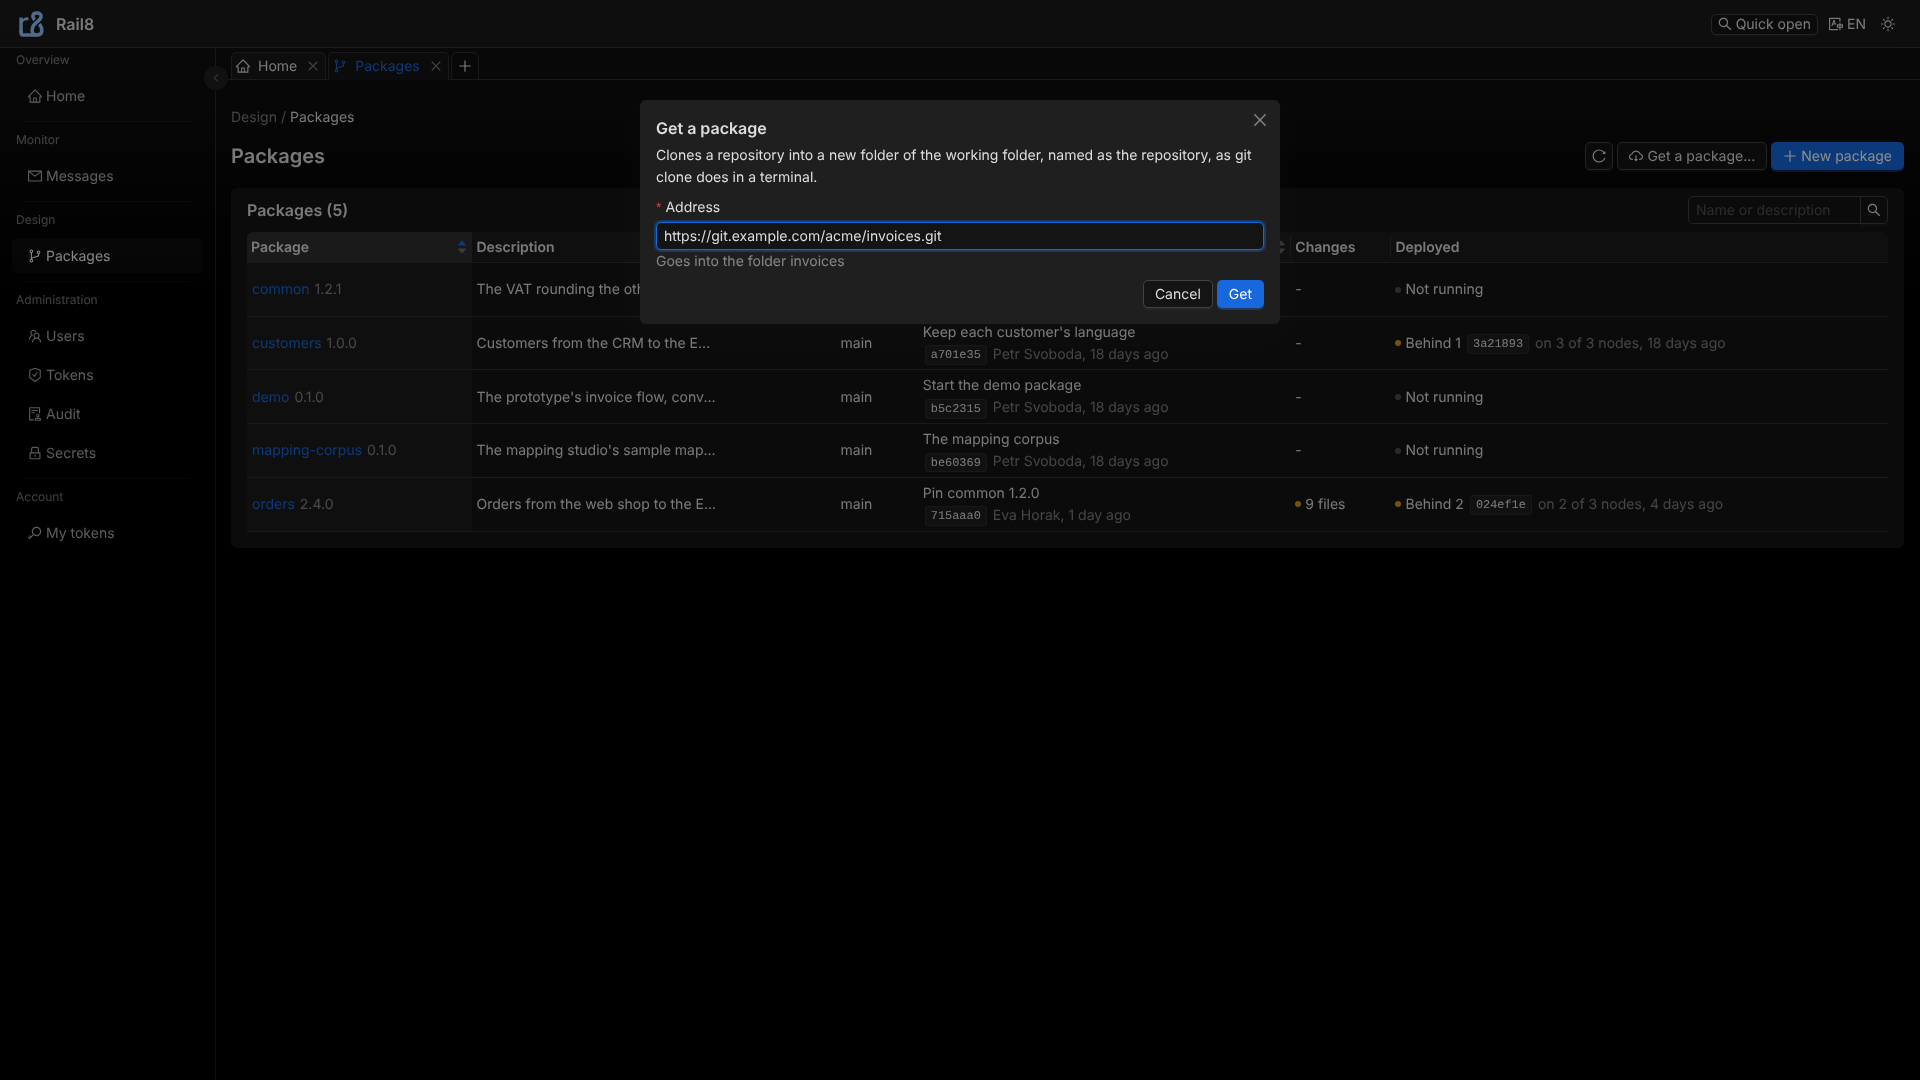 Rail8
Quick open
EN
Overview
Home
Monitor
Messages
Design
Packages
Administration
Users
Tokens
Audit
Secrets
Account
My tokens
Home
Packages
Design / Packages
Packages
Get a package...
New package
Packages (5)
Name or description
Package
Description
Changes
Deployed
common 1.2.1
The VAT rounding the oth
-
Not running
customers 1.0.0
Customers from the CRM to the E...
main
Keep each customer's language
a701e35 Petr Svoboda, 18 days ago
-
Behind 1 3a21893 on 3 of 3 nodes, 18 days ago
demo 0.1.0
The prototype's invoice flow, conv...
main
Start the demo package
b5c2315 Petr Svoboda, 18 days ago
-
Not running
mapping-corpus 0.1.0
The mapping studio's sample map...
main
The mapping corpus
be60369 Petr Svoboda, 18 days ago
-
Not running
orders 2.4.0
Orders from the web shop to the E...
main
Pin common 1.2.0
715aaa0 Eva Horak, 1 day ago
9 files
Behind 2 024ef1e on 2 of 3 nodes, 4 days ago
Get a package
Clones a repository into a new folder of the working folder, named as the repository, as git
clone does in a terminal.
* Address
https://git.example.com/acme/invoices.git
Goes into the folder invoices
Cancel
Get